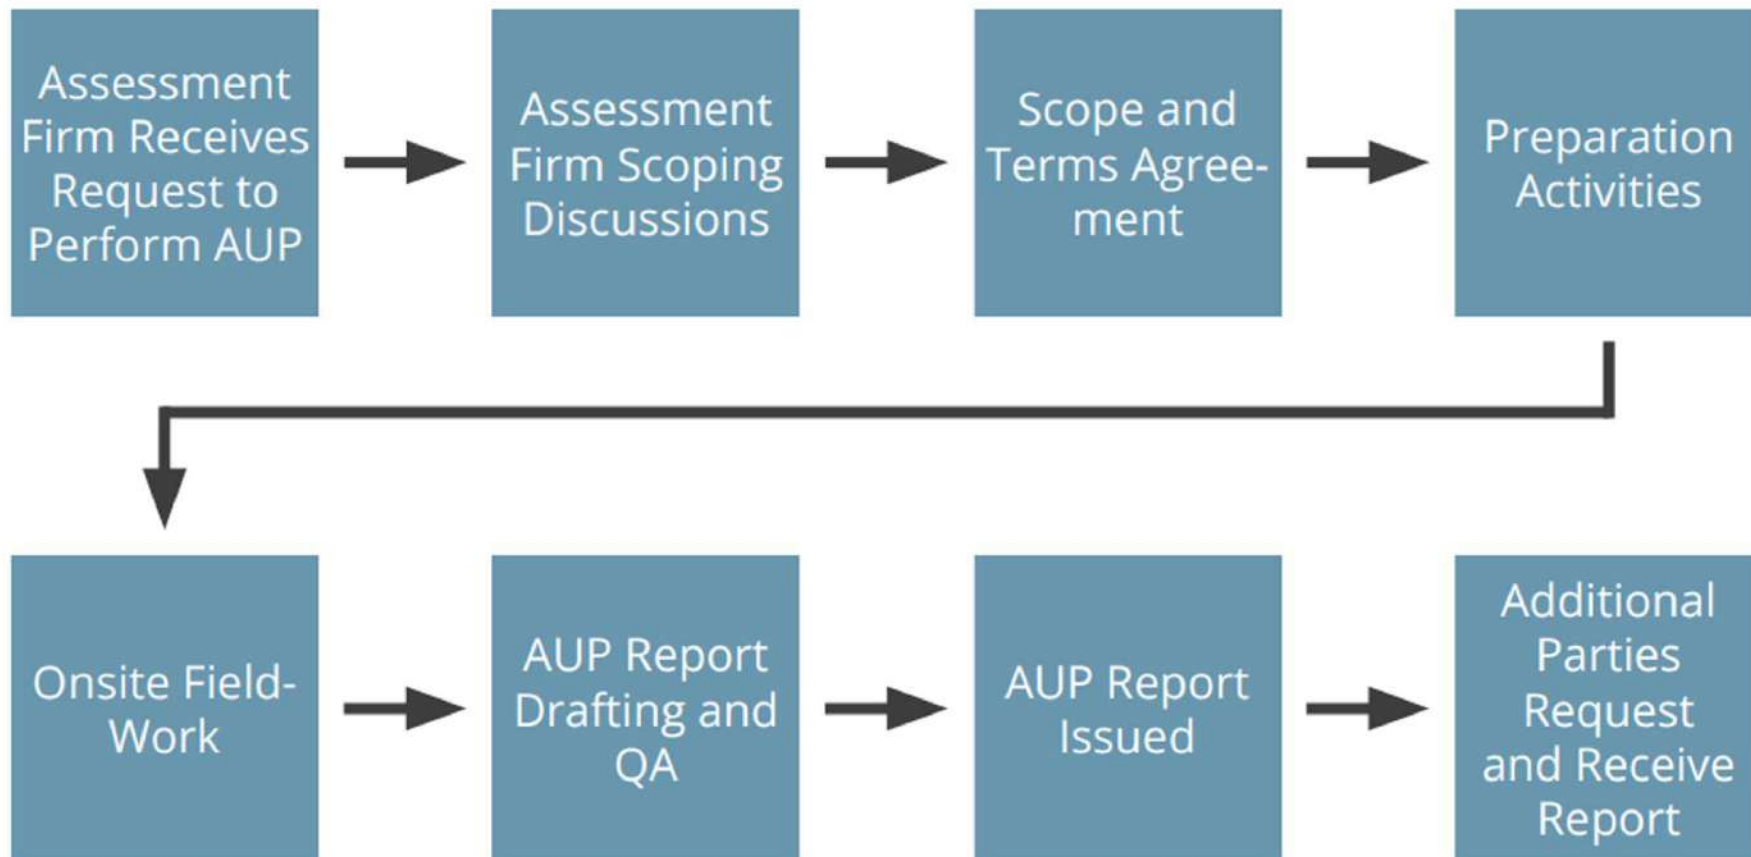 Assessment
Firm Receives
Request to
Perform AUP
Assessment
Firm Scoping
Discussions
Scope and
Terms Agree-
ment
Preparation
Activities
Onsite Field-
Work
AUP Report
Drafting and
QA
AUP Report
Issued
Additional
Parties
Request
and Receive
Report